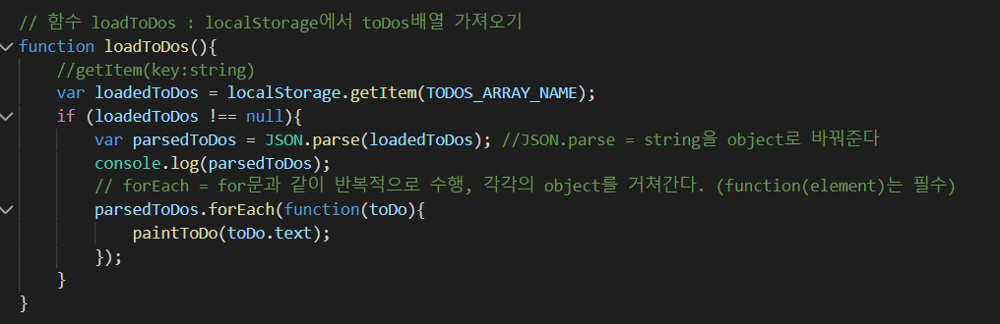 // 함수 loadToDos : localStorage에서 toDos배열 가져오기
function loadToDos(){
    //getItem(key:string)
    var loadedToDos = localStorage.getItem(TODOS_ARRAY_NAME);
    if (loadedToDos !== null){
        var parsedToDos = JSON.parse(loadedToDos); //JSON.parse = string을 object로 바꿔준다
        console.log(parsedToDos);
        // forEach = for문과 같이 반복적으로 수행, 각각의 object를 거쳐간다. (function(element)는 필수)
        parsedToDos.forEach(function(toDo){
            paintToDo(toDo.text);
        });
    }
}